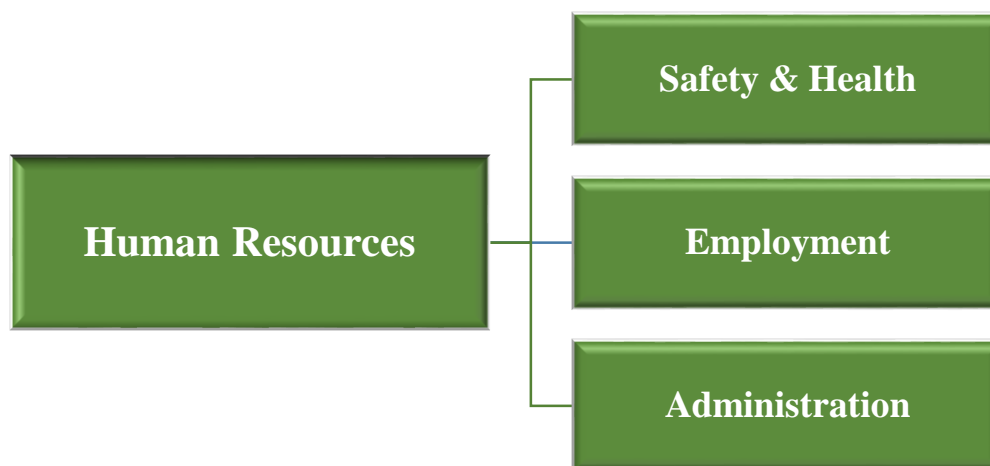 Safety & Health
Human Resources
Employment
Administration